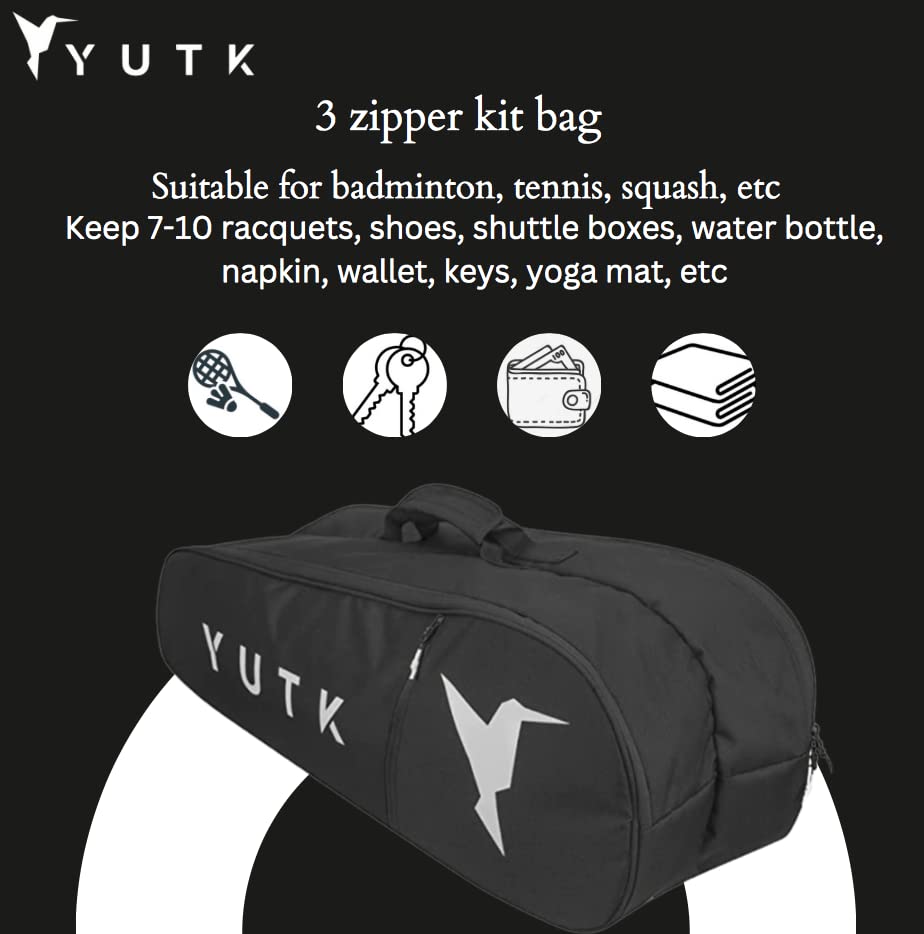 YUTK
3 zipper kit bag
Suitable for badminton, tennis, squash, etc
Keep 7-10 racquets, shoes, shuttle boxes, water bottle,
napkin, wallet, keys, yoga mat, etc
100
YUTK